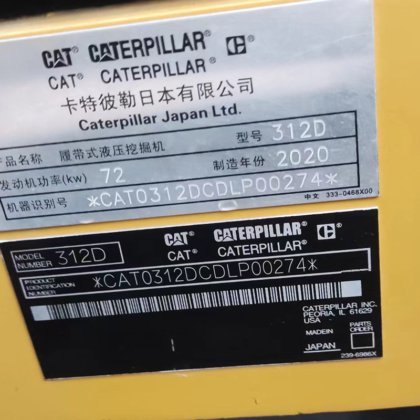 CAT CATERPILLAR C
CAT® CATERPILLAR®
卡特彼勒日本有限公司
Caterpillar Japan Ltd.
产品名称 履带式液压挖掘机 型号 312D
发动机功率(kw) 72 制造年份 2020
机器识别号 *CAT0312DCDLP00274*
中文 333-0468X00
MODEL NUMBER 312D
CAT® CATERPILLAR® C
CAT® CATERPILLAR®
PRODUCT IDENTIFICATION NUMBER *CAT0312DCDLP00274*
CATERPILLAR INC.
PEORIA, IL 61629
USA
MADE IN JAPAN
PARTS ORDER
239-6986X